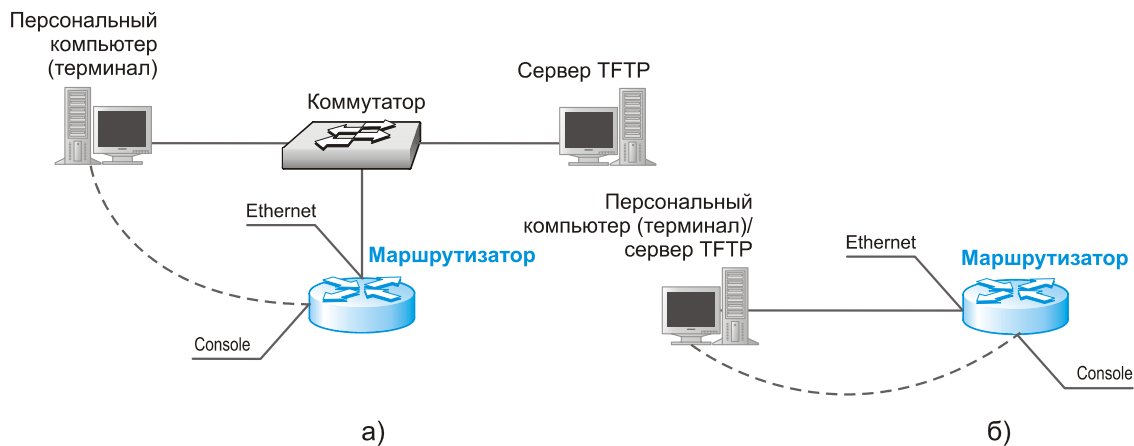 Персональный
компьютер
(терминал)
Коммутатор
Сервер TFTP
Ethernet
Маршрутизатор
Console
а)
Персональный
компьютер (терминал)/
сервер TFTP
Ethernet
Маршрутизатор
Console
б)